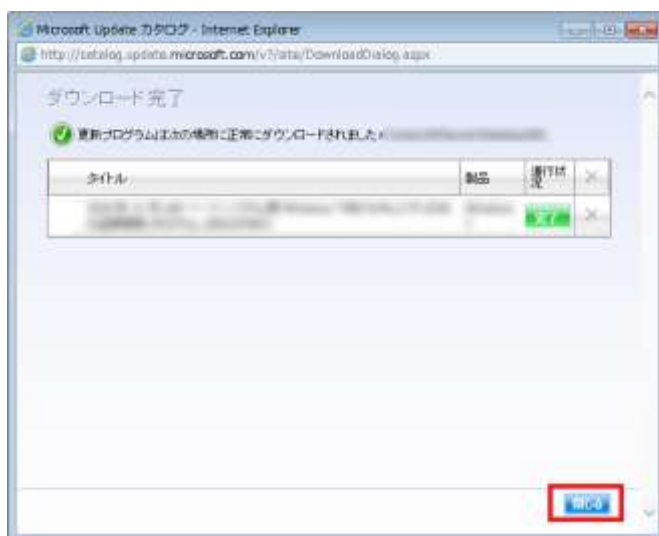 Microsoft Update カタログ - Internet Explorer
http://catalog.update.microsoft.com/v7/site/DownloadDialog.aspx
ダウンロード完了
更新プログラムは次の場所に正常にダウンロードされました
タイトル 製品 進行状況
完了
閉じる